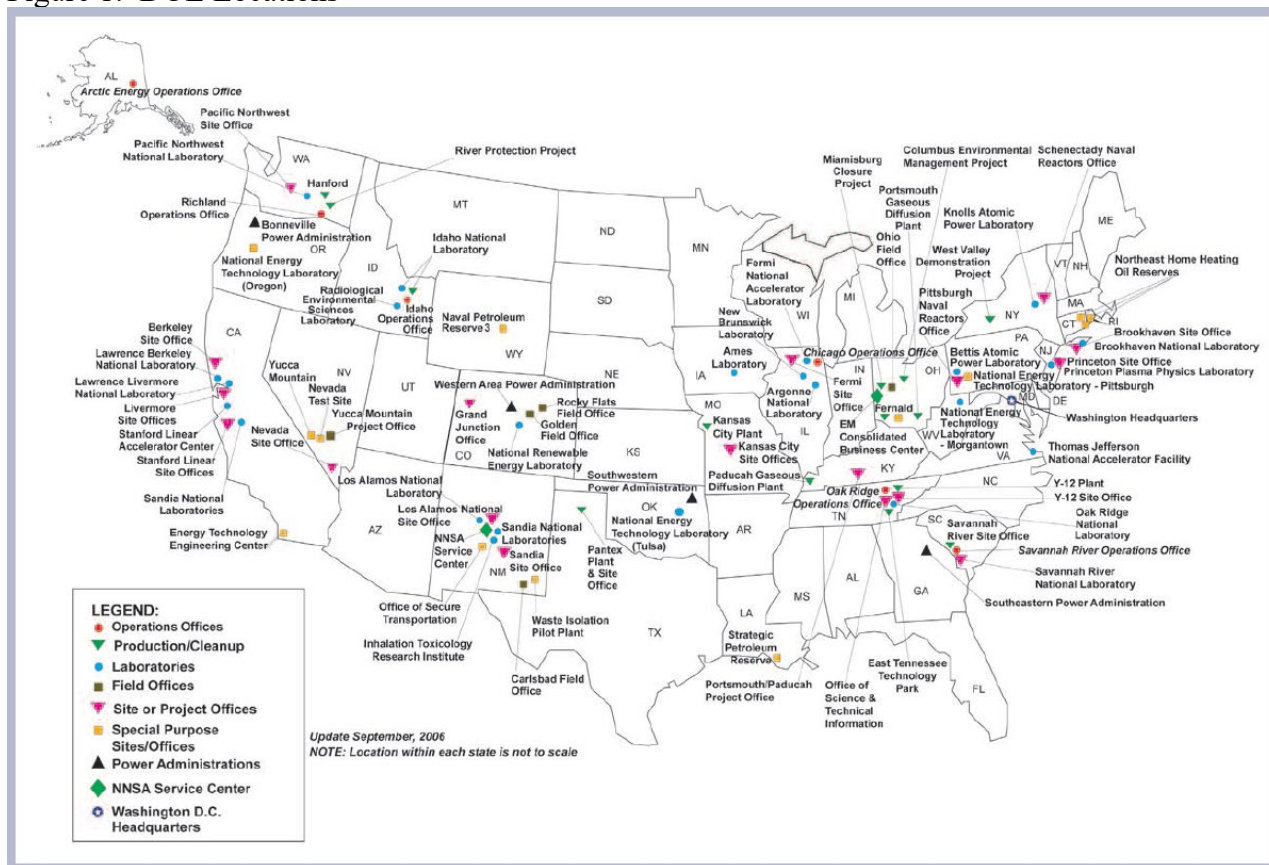 AL
Arctic Energy Operations Office
Pacific Northwest
Site Office
Pacific Northwest
National Laboratory
WA
Hanford
River Protection Project
Richland
Operations Office
Bonneville
Power Administration
OR
National Energy
Technology Laboratory
(Oregon)
MT
Idaho National
Laboratory
ID
Radiological
Environmental
Sciences
Laboratory
Idaho
Operations
Office
Naval Petroleum
Reserve 3
WY
ND
SD
NE
KS
MN
IA
MO
AR
LA
WI
MI
IL
IN
OH
KY
TN
MS
AL
GA
FL
SC
NC
VA
WV
MD
DE
NJ
PA
NY
CT
RI
MA
VT
NH
ME
CA
NV
UT
AZ
CO
NM
TX
OK
Berkeley
Site Office
Lawrence Berkeley
National Laboratory
Lawrence Livermore
National Laboratory
Livermore
Site Offices
Stanford Linear
Accelerator Center
Stanford Linear
Site Offices
Sandia National
Laboratories
Energy Technology
Engineering Center
Yucca
Mountain
Nevada
Test Site
Yucca Mountain
Project Office
Nevada
Site Office
Western Area Power Administration
Grand
Junction
Office
Rocky Flats
Field Office
Golden
Field Office
National Renewable
Energy Laboratory
Los Alamos National
Laboratory
Los Alamos National
Site Office
NNSA
Service
Center
Sandia National
Laboratories
Sandia
Site Office
Office of Secure
Transportation
Inhalation Toxicology
Research Institute
Waste Isolation
Pilot Plant
Carlsbad Field
Office
Southwestern
Power Administration
National Energy
Technology Laboratory
(Tulsa)
Pantex
Plant
& Site
Office
Kansas
City Plant
Kansas City
Site Offices
Paducah Gaseous
Diffusion Plant
Ames
Laboratory
Fermi
National
Accelerator
Laboratory
New
Brunswick
Laboratory
Chicago Operations Office
Argonne
National
Laboratory
Fermi
Site
Office
EM
Consolidated
Business Center
Fernald
Miamisburg
Closure
Project
Columbus Environmental
Management Project
Portsmouth
Gaseous
Diffusion
Plant
Ohio
Field
Office
Schenectady Naval
Reactors Office
Knolls Atomic
Power Laboratory
West Valley
Demonstration
Project
Pittsburgh
Naval
Reactors
Office
Northeast Home Heating
Oil Reserves
Brookhaven Site Office
Brookhaven National Laboratory
Princeton Site Office
Princeton Plasma Physics Laboratory
Bettis Atomic
Power Laboratory
National Energy
Technology Laboratory - Pittsburgh
Washington Headquarters
National Energy
Technology
Laboratory
- Morgantown
Thomas Jefferson
National Accelerator Facility
Oak Ridge
Operations Office
Y-12 Plant
Y-12 Site Office
Oak Ridge
National
Laboratory
Savannah
River Site Office
Savannah River Operations Office
Savannah River
National Laboratory
Southeastern Power Administration
Strategic
Petroleum
Reserve
Portsmouth/Paducah
Project Office
Office of
Science &
Technical
Information
East Tennessee
Technology
Park
LEGEND:
Operations Offices
Production/Cleanup
Laboratories
Field Offices
Site or Project Offices
Special Purpose
Sites/Offices
Power Administrations
NNSA Service Center
Washington D.C.
Headquarters
Update September, 2006
NOTE: Location within each state is not to scale